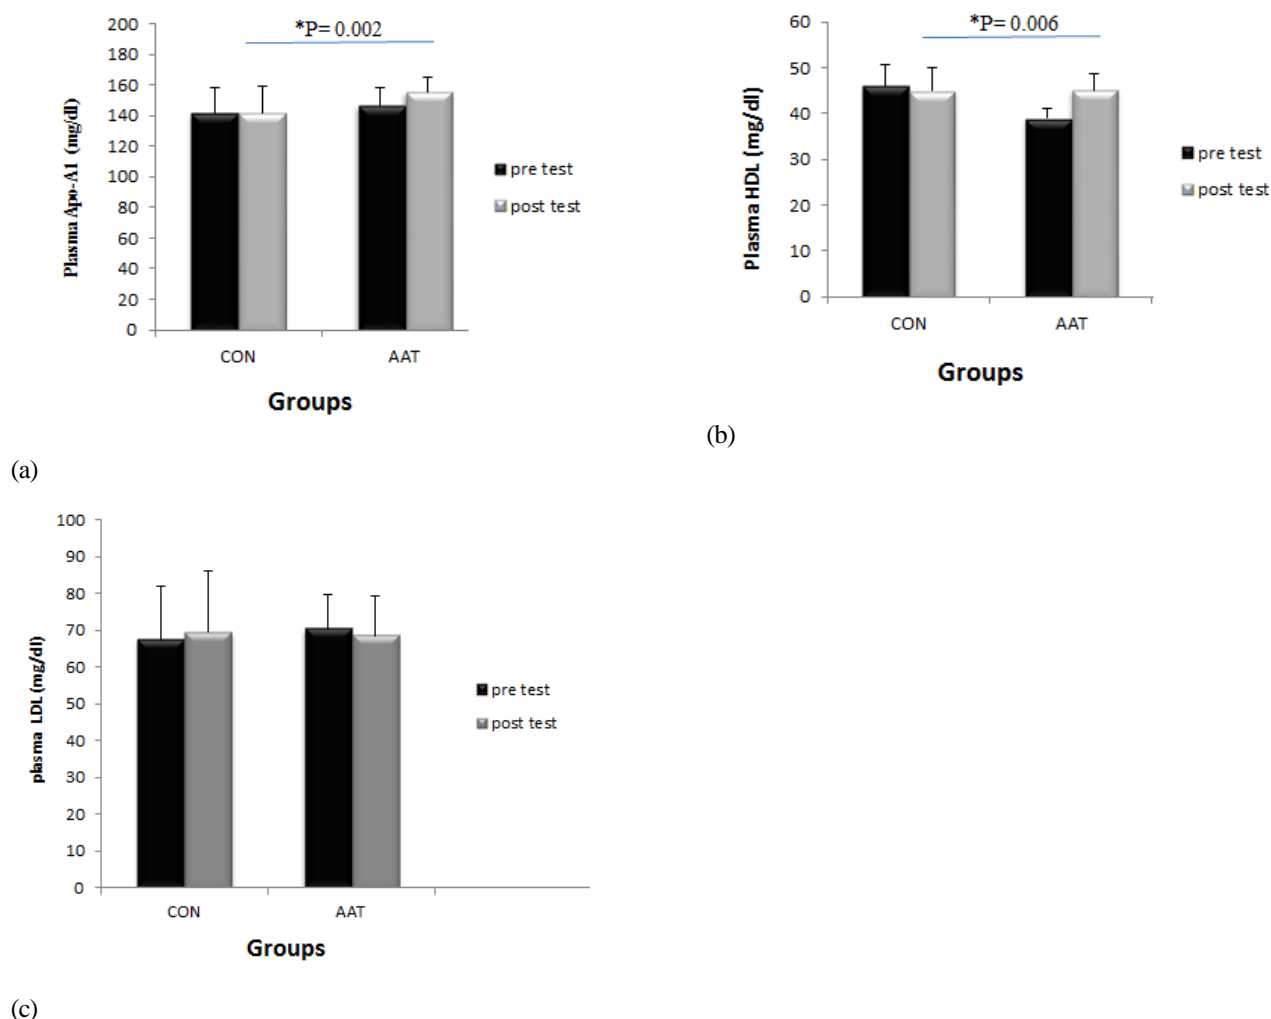 *P= 0.002
Plasma Apo-A1 (mg/dl)
200
180
160
140
120
100
80
60
40
20
0
CON AAT
Groups
pre test
post test
(a)
*P= 0.006
Plasma HDL (mg/dl)
60
50
40
30
20
10
0
CON AAT
Groups
pre test
post test
(b)
plasma LDL (mg/dl)
100
90
80
70
60
50
40
30
20
10
0
CON AAT
Groups
pre test
post test
(c)